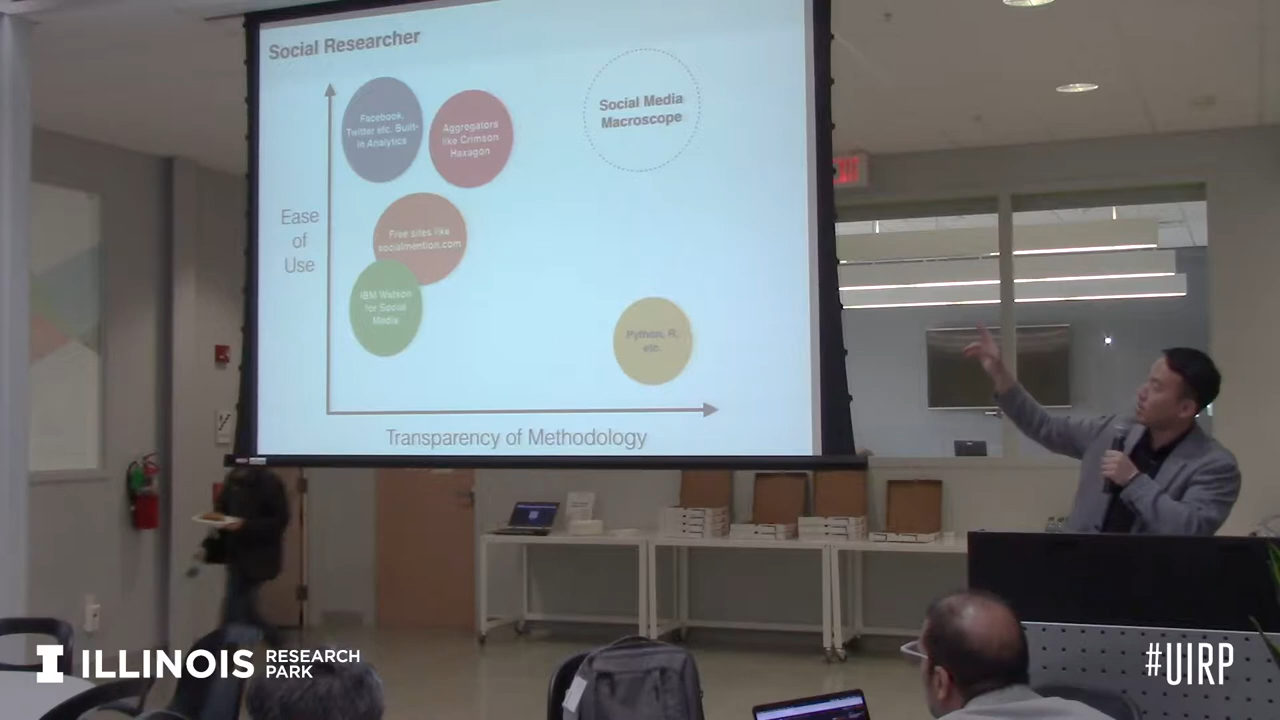 Social Researcher
Facebook,
Twitter etc. Built-
In Analytics
Aggregators
like Crimson
Hexagon
Social Media
Macroscope
Ease
of
Use
Free sites like
socialmention.com
IBM Watson
for Social
Media
Python, R,
etc.
Transparency of Methodology
EXIT
ILLINOIS
RESEARCH
PARK
#UIRP